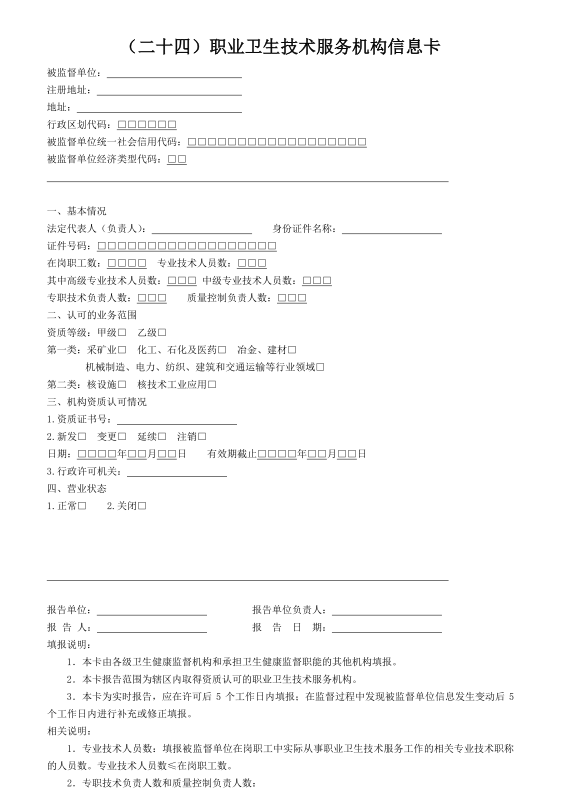 （二十四）职业卫生技术服务机构信息卡
被监督单位：
注册地址：
地址：
行政区划代码：□□□□□□
被监督单位统一社会信用代码：□□□□□□□□□□□□□□□□□□
被监督单位经济类型代码：□□
一、基本情况
法定代表人（负责人）： 身份证件名称：
证件号码：□□□□□□□□□□□□□□□□□□
在岗职工数：□□□□ 专业技术人员数：□□□
其中高级专业技术人员数：□□□ 中级专业技术人员数：□□□
专职技术负责人数：□□□ 质量控制负责人数：□□□
二、认可的业务范围
资质等级：甲级□ 乙级□
第一类：采矿业□ 化工、石化及医药□ 冶金、建材□
机械制造、电力、纺织、建筑和交通运输等行业领域□
第二类：核设施□ 核技术工业应用□
三、机构资质认可情况
1.资质证书号：
2.新发□ 变更□ 延续□ 注销□
日期：□□□□年□□月□□日 有效期截止□□□□年□□月□□日
3.行政许可机关：
四、营业状态
1.正常□ 2.关闭□
报告单位： 报告单位负责人：
报 告 人： 报 告 日 期：
填报说明：
1．本卡由各级卫生健康监督机构和承担卫生健康监督职能的其他机构填报。
2．本卡报告范围为辖区内取得资质认可的职业卫生技术服务机构。
3．本卡为实时报告，应在许可后 5 个工作日内填报；在监督过程中发现被监督单位信息发生变动后 5
个工作日内进行补充或修正填报。
相关说明：
1．专业技术人员数：填报被监督单位在岗职工中实际从事职业卫生技术服务工作的相关专业技术职称
的人员数。专业技术人员数≤在岗职工数。
2．专职技术负责人数和质量控制负责人数：